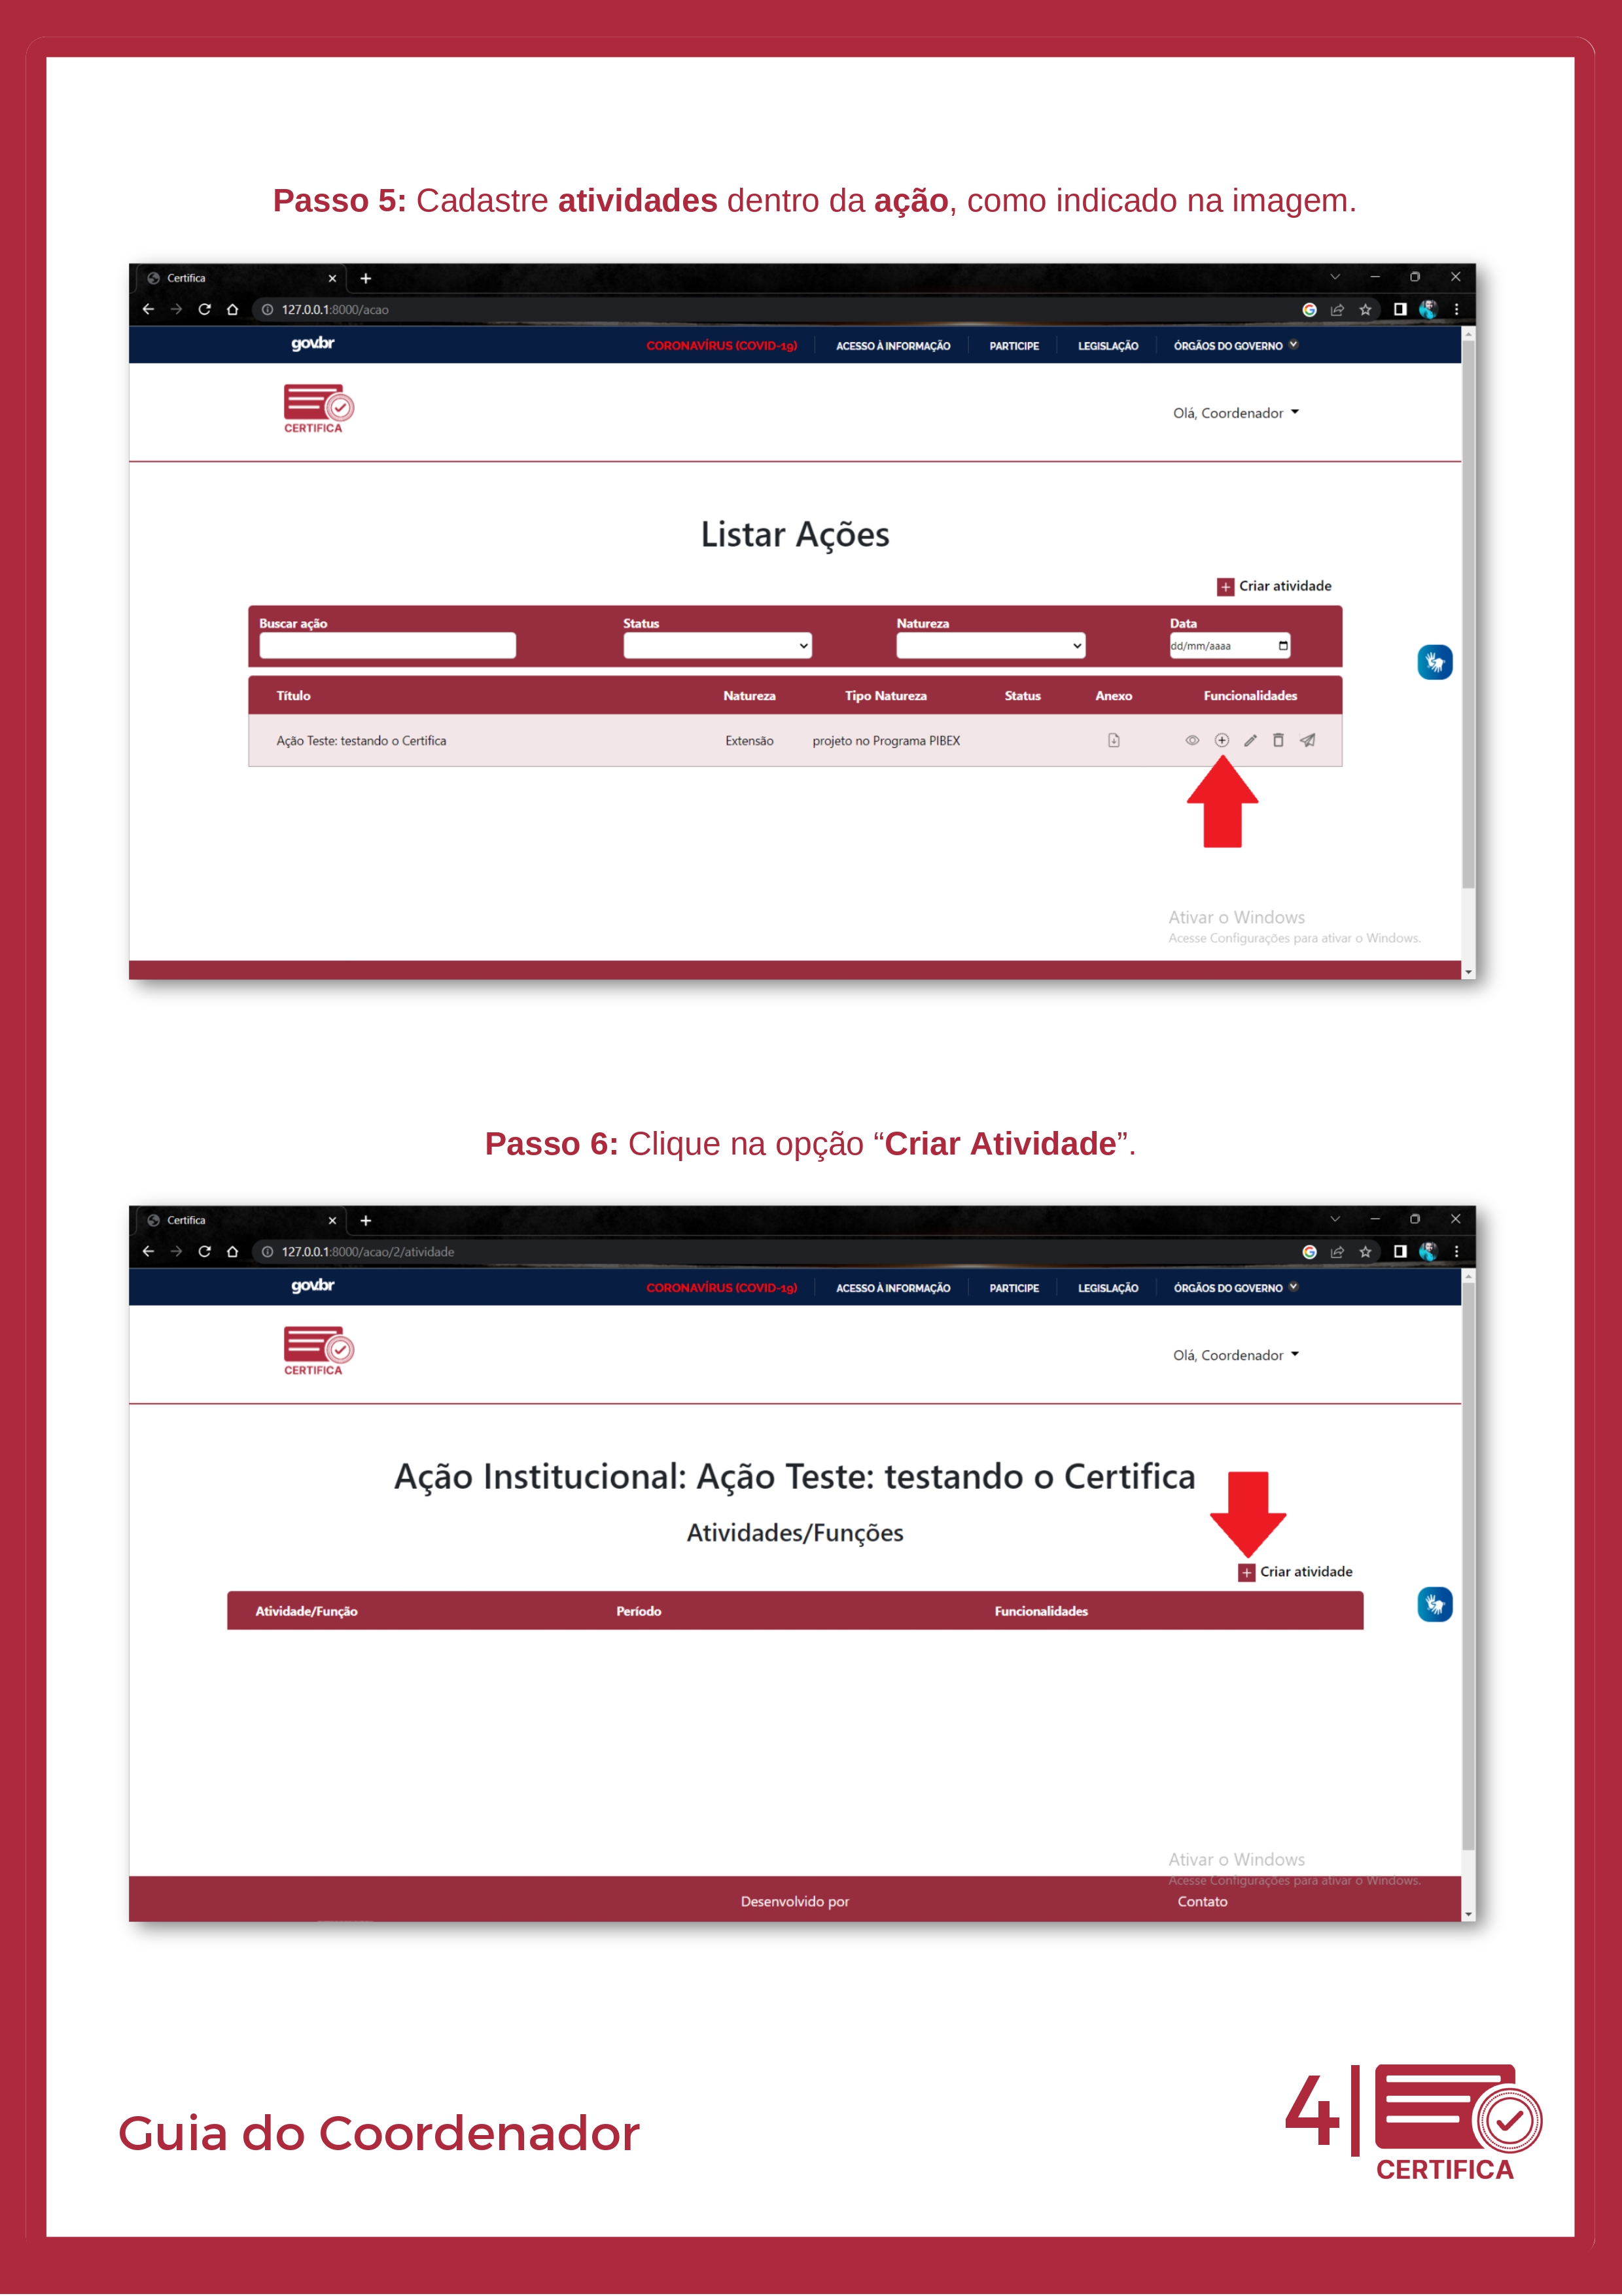 Passo 5: Cadastre atividades dentro da ação, como indicado na imagem.
Certifica
127.0.0.1:8000/acao
gov.br
CORONAVÍRUS (COVID-19) ACESSO À INFORMAÇÃO PARTICIPE LEGISLAÇÃO ÓRGÃOS DO GOVERNO
CERTIFICA
Olá, Coordenador
Listar Ações
Criar atividade
Buscar ação Status Natureza Data
dd/mm/aaaa
Título Natureza Tipo Natureza Status Anexo Funcionalidades
Ação Teste: testando o Certifica Extensão projeto no Programa PIBEX
Ativar o Windows
Acesse Configurações para ativar o Windows.
Passo 6: Clique na opção “Criar Atividade”.
Certifica
127.0.0.1:8000/acao/2/atividade
gov.br
CORONAVÍRUS (COVID-19) ACESSO À INFORMAÇÃO PARTICIPE LEGISLAÇÃO ÓRGÃOS DO GOVERNO
CERTIFICA
Olá, Coordenador
Ação Institucional: Ação Teste: testando o Certifica
Atividades/Funções
Criar atividade
Atividade/Função Período Funcionalidades
Ativar o Windows
Acesse Configurações para ativar o Windows.
Desenvolvido por Contato
Guia do Coordenador
4
CERTIFICA